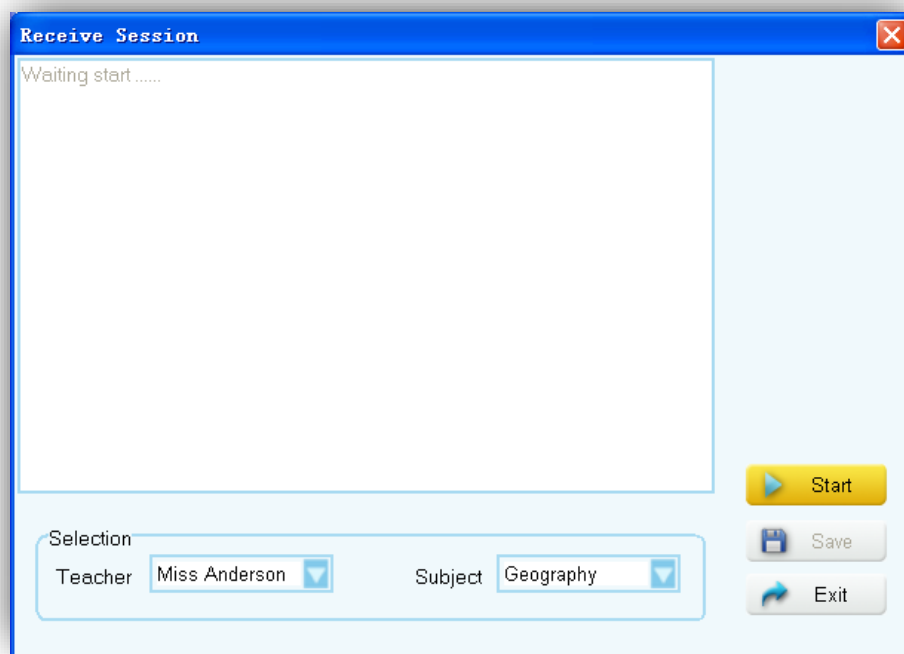 Receive Session
Waiting start ......
Start
Selection
Save
Teacher Miss Anderson Subject Geography
Exit